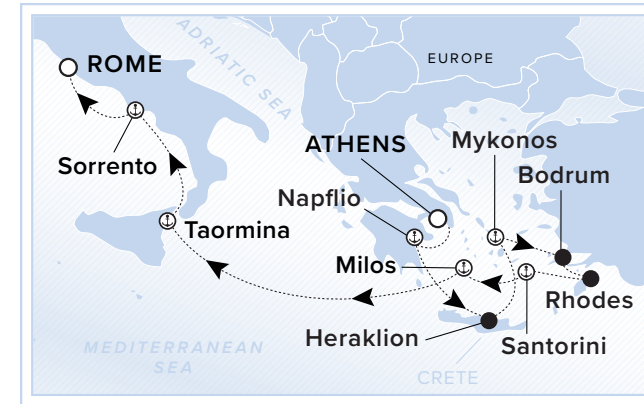 ADRIATIC SEA
ROME
EUROPE
Sorrento
ATHENS
Mykonos
Bodrum
Napflio
Taormina
Milos
Rhodes
Heraklion
Santorini
MEDITERRANEAN
SEA
CRETE